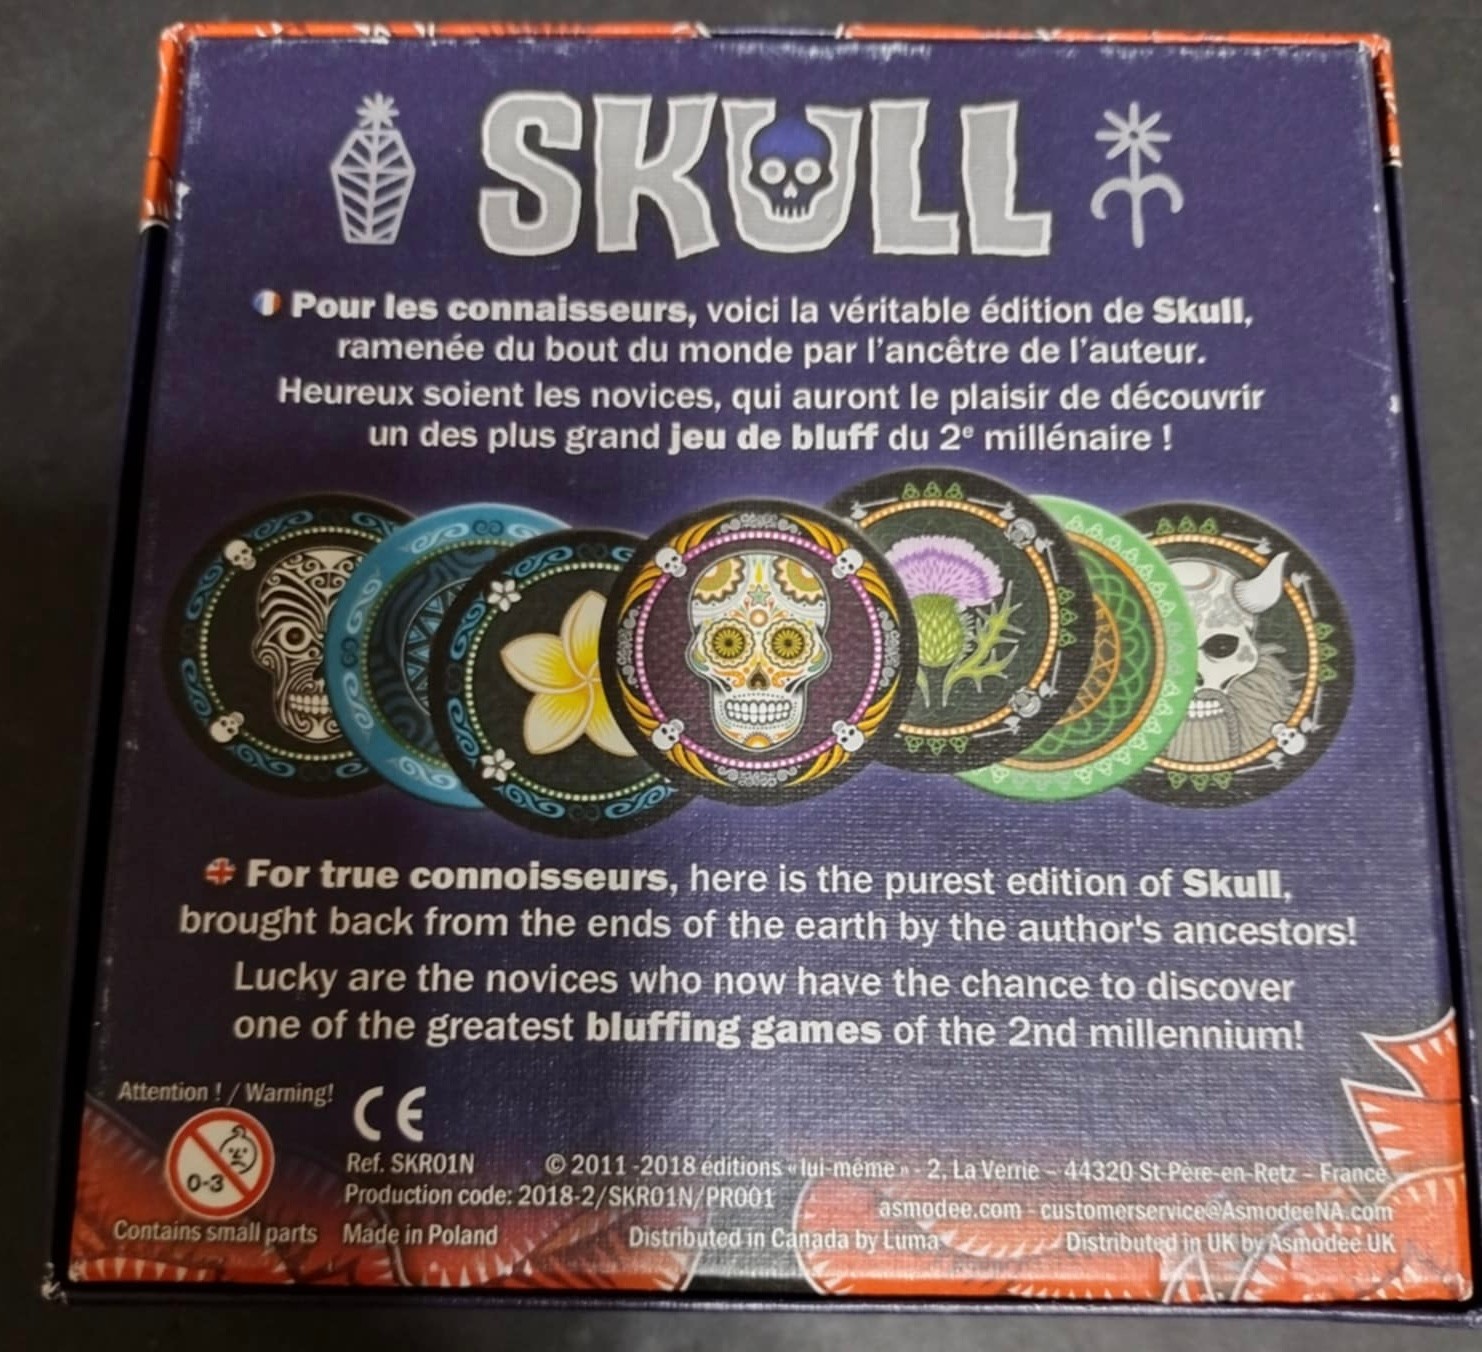 SKULL
Pour les connaisseurs, voici la véritable édition de Skull,
ramenée du bout du monde par l'ancêtre de l'auteur.
Heureux soient les novices, qui auront le plaisir de découvrir
un des plus grand jeu de bluff du 2e millénaire !
For true connoisseurs, here is the purest edition of Skull,
brought back from the ends of the earth by the author's ancestors!
Lucky are the novices who now have the chance to discover
one of the greatest bluffing games of the 2nd millennium!
Attention ! / Warning!
0-3
Contains small parts
CE
Ref. SKR01N
© 2011 -2018 éditions « lui-même » - 2, La Verrie – 44320 St-Père-en-Retz – France
Production code: 2018-2/SKR01N/PR001
asmodee.com - customerservice@AsmodeeNA.com
Made in Poland
Distributed in Canada by Luma
Distributed in UK by Asmodee UK